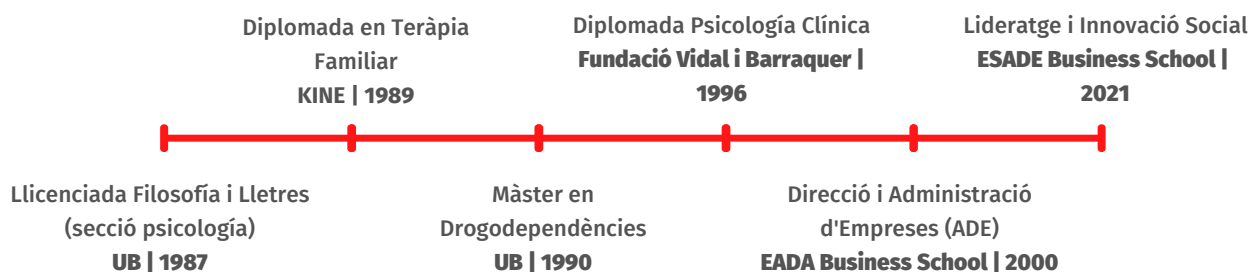 Diplomada en Teràpia
Familiar
KINE | 1989
Diplomada Psicología Clínica
Fundació Vidal i Barraquer |
1996
Lideratge i Innovació Social
ESADE Business School |
2021
Llicenciada Filosofía i Lletres
(secció psicología)
UB | 1987
Màster en
Drogodependències
UB | 1990
Direcció i Administració
d'Empreses (ADE)
EADA Business School | 2000